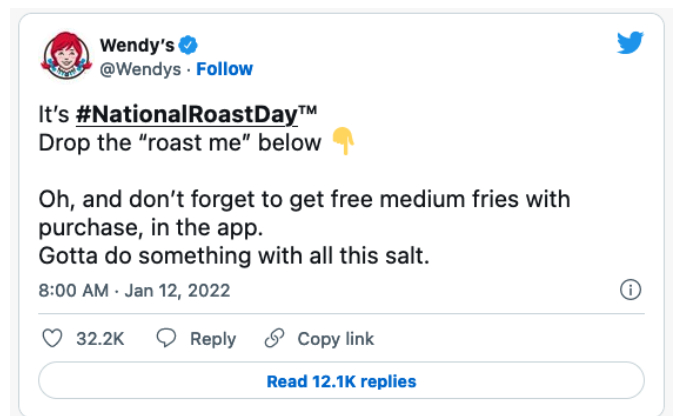 Wendy's
@Wendys · Follow
It's #NationalRoastDay™
Drop the “roast me” below 👇
Oh, and don't forget to get free medium fries with
purchase, in the app.
Gotta do something with all this salt.
8:00 AM · Jan 12, 2022
32.2K Reply Copy link
Read 12.1K replies